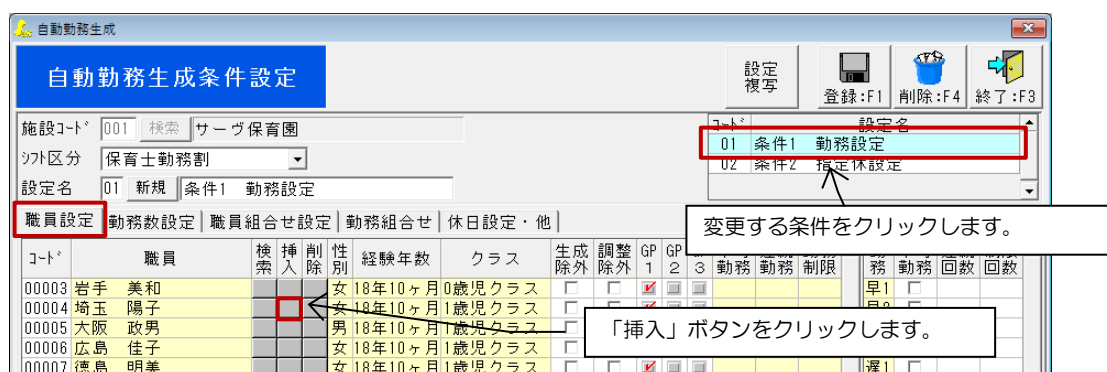 自動勤務生成
自動勤務生成条件設定
設定
複写
登録:F1 削除:F4 終了:F3
施設ｺｰﾄﾞ 001 検索 サーヴ保育園
ｼﾌﾄ区分 保育士勤務割
設定名 01 新規 条件1 勤務設定
ｺｰﾄﾞ 設定名
01 条件1 勤務設定
02 条件2 指定休設定
変更する条件をクリックします。
職員設定 勤務数設定 職員組合せ設定 勤務組合せ 休日設定・他
ｺｰﾄﾞ 職員 検索 挿入 削除 性別 経験年数 クラス 生成除外 調整除外 GP1 GP2 3 勤務 勤務 制限 務 勤務 回数 回数
00003 岩手 美和 女 18年10ヶ月 0歳児クラス 早1
00004 埼玉 陽子 女 18年10ヶ月 1歳児クラス
00005 大阪 政男 男 18年10ヶ月 1歳児クラス
00006 広島 佳子 女 18年10ヶ月 1歳児クラス
00007 徳島 明美 女 18年10ヶ月 1歳児クラス 遅1
「挿入」ボタンをクリックします。